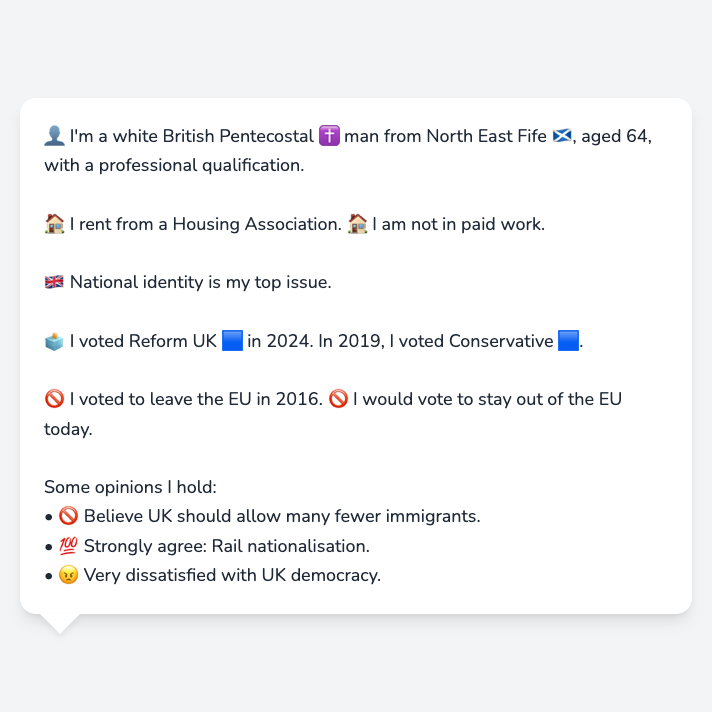 👤 I'm a white British Pentecostal ✝️ man from North East Fife 🏴󠁧󠁢󠁳󠁣󠁴󠁿, aged 64,
with a professional qualification.
🏠 I rent from a Housing Association. 🏠 I am not in paid work.
🇬🇧 National identity is my top issue.
🗳️ I voted Reform UK 🟦 in 2024. In 2019, I voted Conservative 🟦.
🚫 I voted to leave the EU in 2016. 🚫 I would vote to stay out of the EU
today.
Some opinions I hold:
• 🚫 Believe UK should allow many fewer immigrants.
• 💯 Strongly agree: Rail nationalisation.
• 😠 Very dissatisfied with UK democracy.